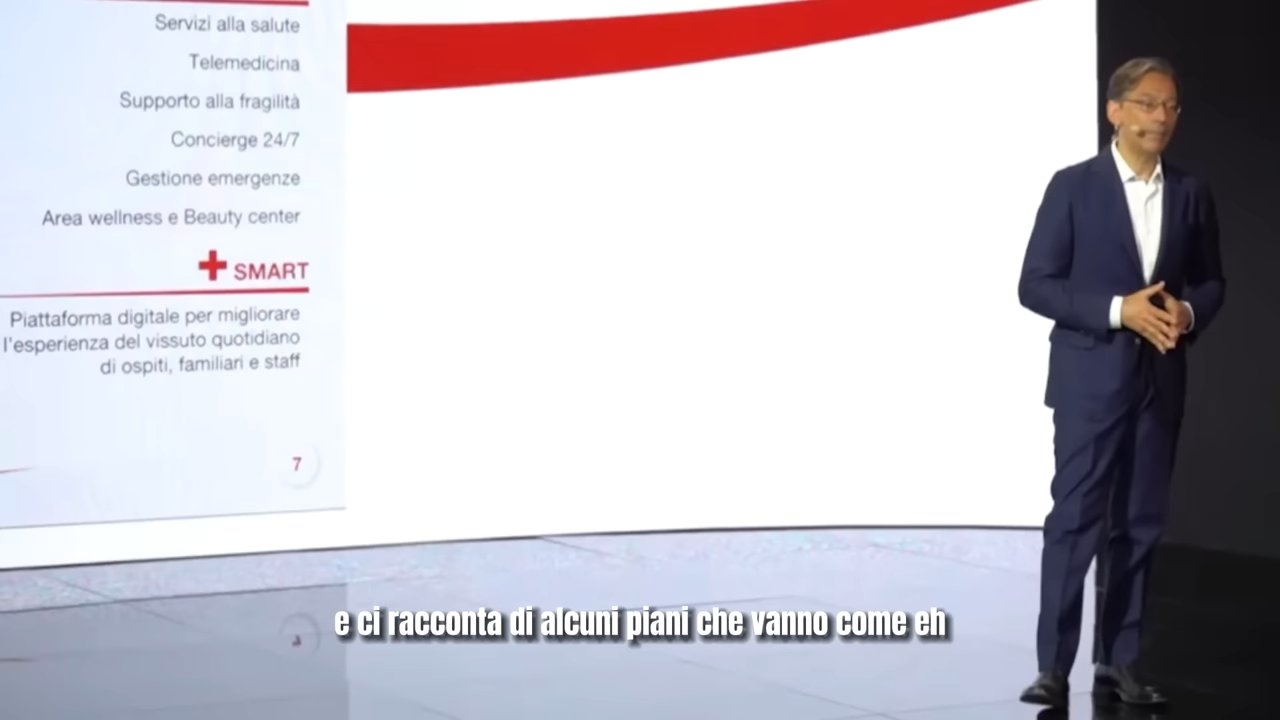 Servizi alla salute
Telemedicina
Supporto alla fragilità
Concierge 24/7
Gestione emergenze
Area wellness e Beauty center
SMART
Piattaforma digitale per migliorare
l'esperienza del vissuto quotidiano
di ospiti, familiari e staff
7
e ci racconta di alcuni piani che vanno come eh